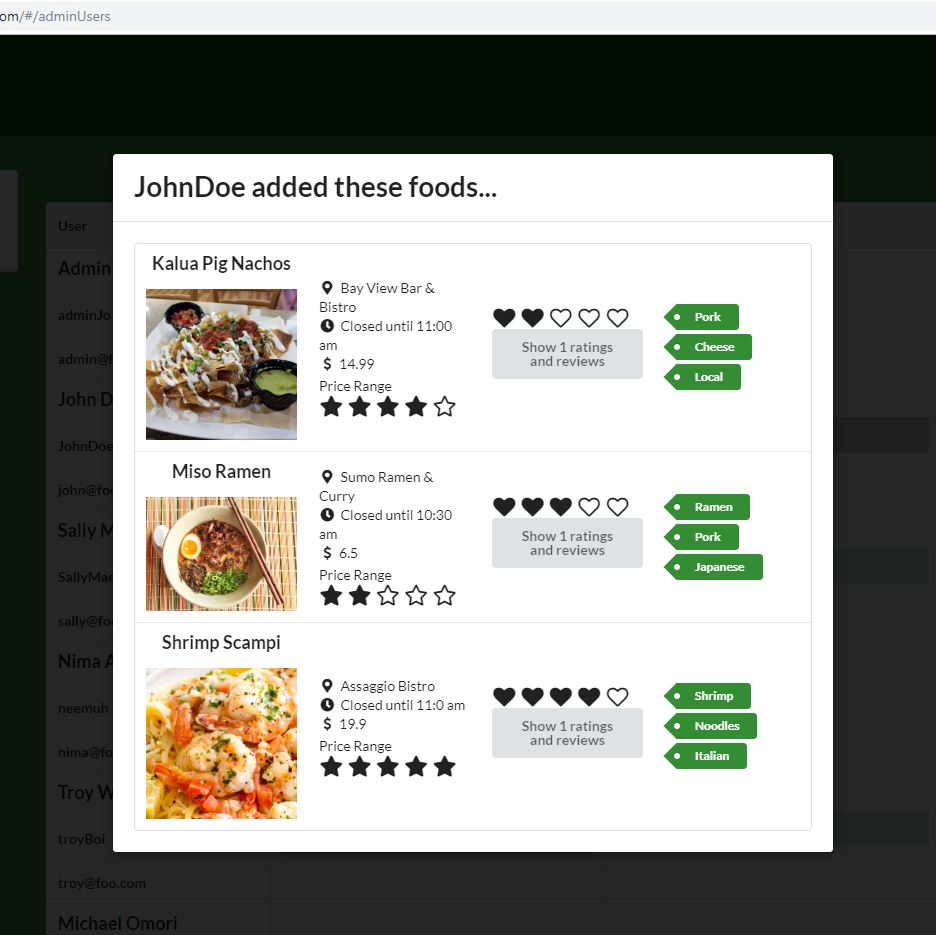 om/#/adminUsers
JohnDoe added these foods...
User
Admin
adminJo
admin@f
John D
JohnDoe
john@foo
Sally M
SallyMae
sally@fo
Nima A
neemuh
nima@fo
Troy W
troyBoi
troy@foo.com
Michael Omori
Kalua Pig Nachos
Bay View Bar &
Bistro
Closed until 11:00
am
$ 14.99
Price Range
Show 1 ratings
and reviews
Pork
Cheese
Local
Miso Ramen
Sumo Ramen &
Curry
Closed until 10:30
am
$ 6.5
Price Range
Show 1 ratings
and reviews
Ramen
Pork
Japanese
Shrimp Scampi
Assaggio Bistro
Closed until 11:0 am
$ 19.9
Price Range
Show 1 ratings
and reviews
Shrimp
Noodles
Italian